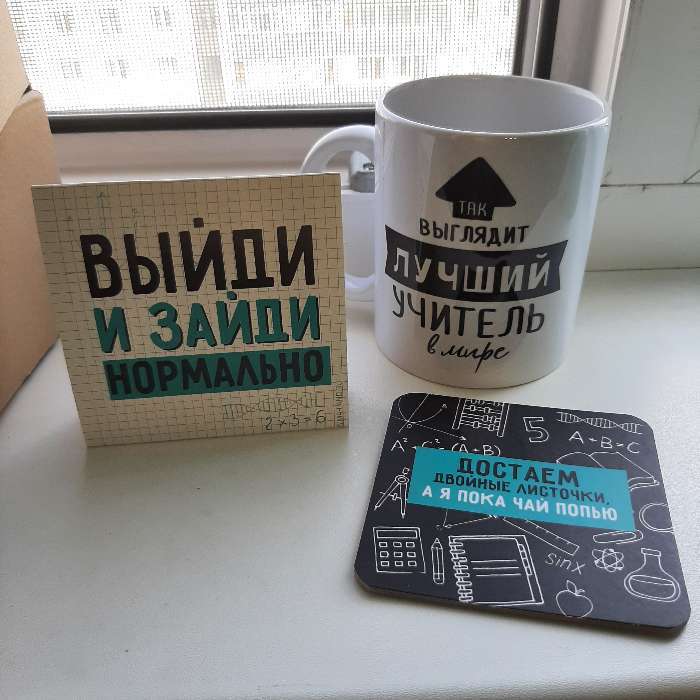 ВЫЙДИ
И ЗАЙДИ
НОРМАЛЬНО
2×3=6
ТАК
ВЫГЛЯДИТ
ЛУЧШИЙ
УЧИТЕЛЬ
в мире
5
A+B×C
ДОСТАЕМ
ДВОЙНЫЕ ЛИСТОЧКИ,
А Я ПОКА ЧАЙ ПОПЬЮ
sinx